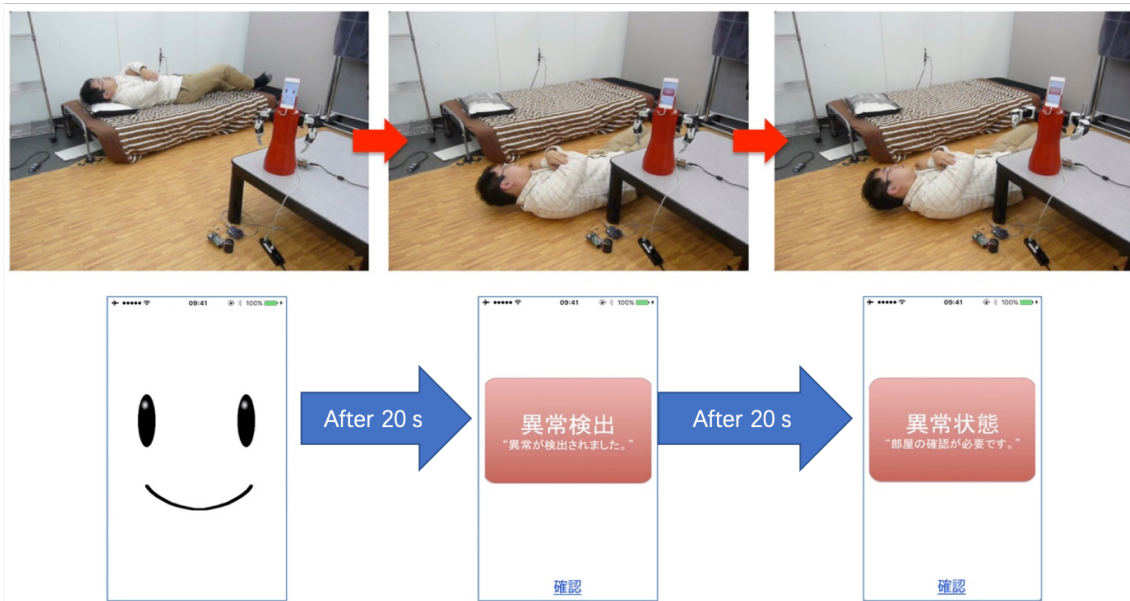 09:41
100%
09:41
100%
09:41
100%
After 20 s
異常検出
“異常が検出されました。”
After 20 s
異常状態
“部屋の確認が必要です。”
確認
確認